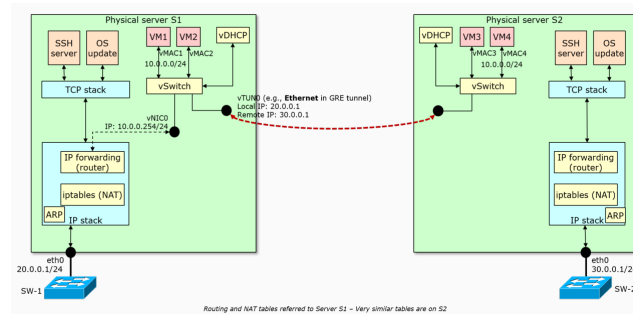 Physical server S1
SSH
server
OS
update
VM1
VM2
vDHCP
vMAC1
vMAC2
10.0.0.0/24
TCP stack
vSwitch
vTUN0 (e.g., Ethernet in GRE tunnel)
Local IP: 20.0.0.1
Remote IP: 30.0.0.1
vNIC0
IP: 10.0.0.254/24
IP forwarding
(router)
iptables (NAT)
ARP
IP stack
eth0
20.0.0.1/24
SW-1
Physical server S2
vDHCP
VM3
VM4
vMAC3
vMAC4
10.0.0.0/24
SSH
server
OS
update
vSwitch
TCP stack
IP forwarding
(router)
iptables (NAT)
ARP
IP stack
eth0
30.0.0.1/2
SW-2
Routing and NAT tables referred to Server S1 – Very similar tables are on S2